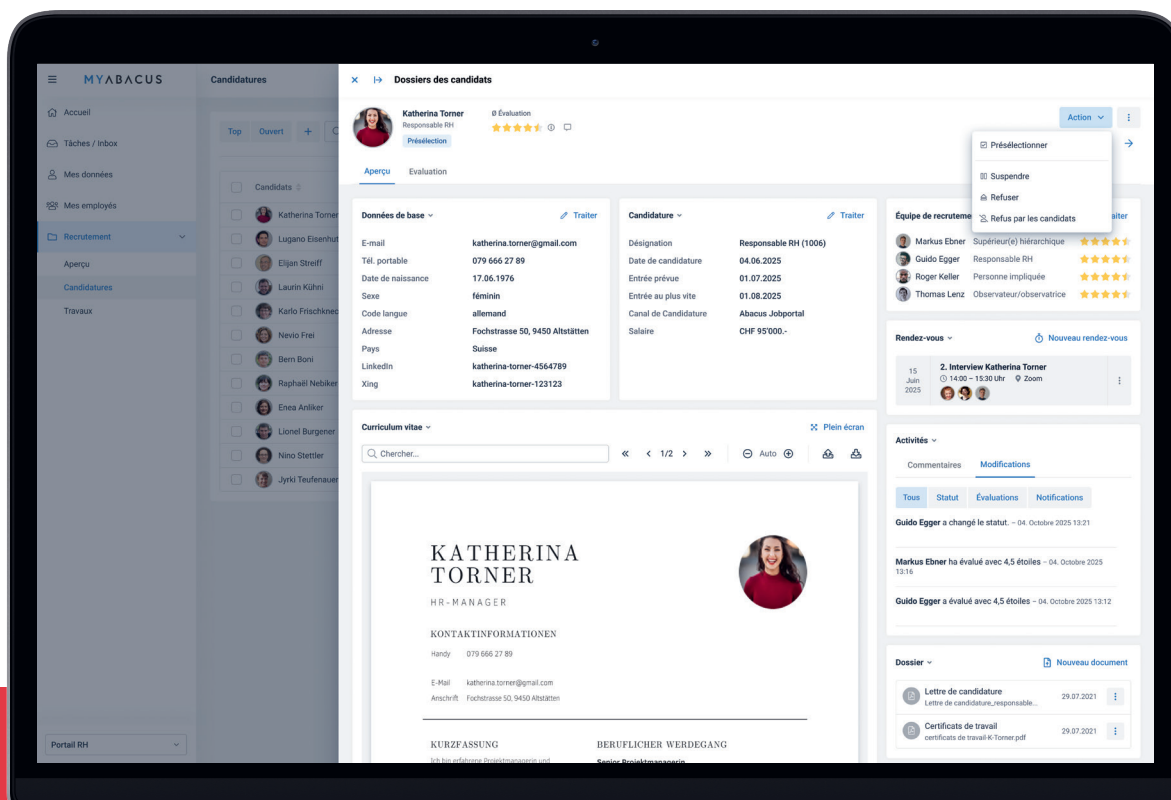 MYABACUS
Accueil
Tâches / Inbox
Mes données
Mes employés
Recrutement
Aperçu
Candidatures
Travaux
Portail RH
Candidatures
Top Ouvert +
Candidats
Katherina Torner
Lugano Eisenhut
Elijan Streiff
Laurin Kühni
Karlo Frischknec
Nevio Frei
Bern Boni
Raphaël Nebiker
Enea Anliker
Lionel Burgener
Nino Stettler
Jyrki Teufenauer
Dossiers des candidats
Katherina Torner
Responsable RH
Présélection
Ø Évaluation
Action
Présélectionner
Suspendre
Refuser
Refus par les candidats
Aperçu Evaluation
Données de base Traiter
E-mail katherina.torner@gmail.com
Tél. portable 079 666 27 89
Date de naissance 17.06.1976
Sexe féminin
Code langue allemand
Adresse Fochstrasse 50, 9450 Altstätten
Pays Suisse
LinkedIn katherina-torner-4564789
Xing katherina-torner-123123
Candidature Traiter
Désignation Responsable RH (1006)
Date de candidature 04.06.2025
Entrée prévue 01.07.2025
Entrée au plus vite 01.08.2025
Canal de Candidature Abacus Jobportal
Salaire CHF 95'000.-
Équipe de recruteme aiter
Markus Ebner Supérieur(e) hiérarchique
Guido Egger Responsable RH
Roger Keller Personne impliquée
Thomas Lenz Observateur/observatrice
Rendez-vous Nouveau rendez-vous
15
Juin
2025
2. Interview Katherina Torner
14:00 – 15:30 Uhr Zoom
Curriculum vitae Plein écran
Chercher...
1/2
Auto
KATHERINA
TORNER
HR-MANAGER
KONTAKTINFORMATIONEN
Handy 079 666 27 89
E-Mail katherina.torner@gmail.com
Anschrift Fochstrasse 50, 9450 Altstätten
KURZFASSUNG BERUFLICHER WERDEGANG
Ich bin erfahrene Projektmanagerin und Senior Projektmanagerin
Activités
Commentaires Modifications
Tous Statut Évaluations Notifications
Guido Egger a changé le statut. – 04. Octobre 2025 13:21
Markus Ebner ha évalué avec 4,5 étoiles – 04. Octobre 2025
13:16
Guido Egger a évalué avec 4,5 étoiles – 04. Octobre 2025 13:12
Dossier Nouveau document
Lettre de candidature 29.07.2021
Lettre de candidature_responsable...
Certificats de travail 29.07.2021
certificats de travail-K-Torner.pdf